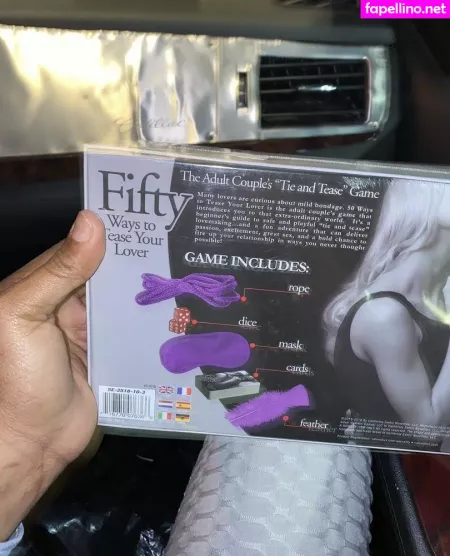 fapellino.net
The Adult Couple's "Tie and Tease" Game
Fifty
Ways to
Tease Your
Lover
Many lovers are curious about mild bondage. 50 Ways
to Tease Your Lover is the adult couple's game that
introduces you to that extra-ordinary world. It's a
beginner's guide to safe and playful "tie and tease"
lovemaking...and a fun adventure that can deliver
passion, excitement, great sex, and a bold chance to
fire up your relationship in ways you never thought
possible!
GAME INCLUDES:
rope
dice
mask
cards
feather
SE-2518-10-3